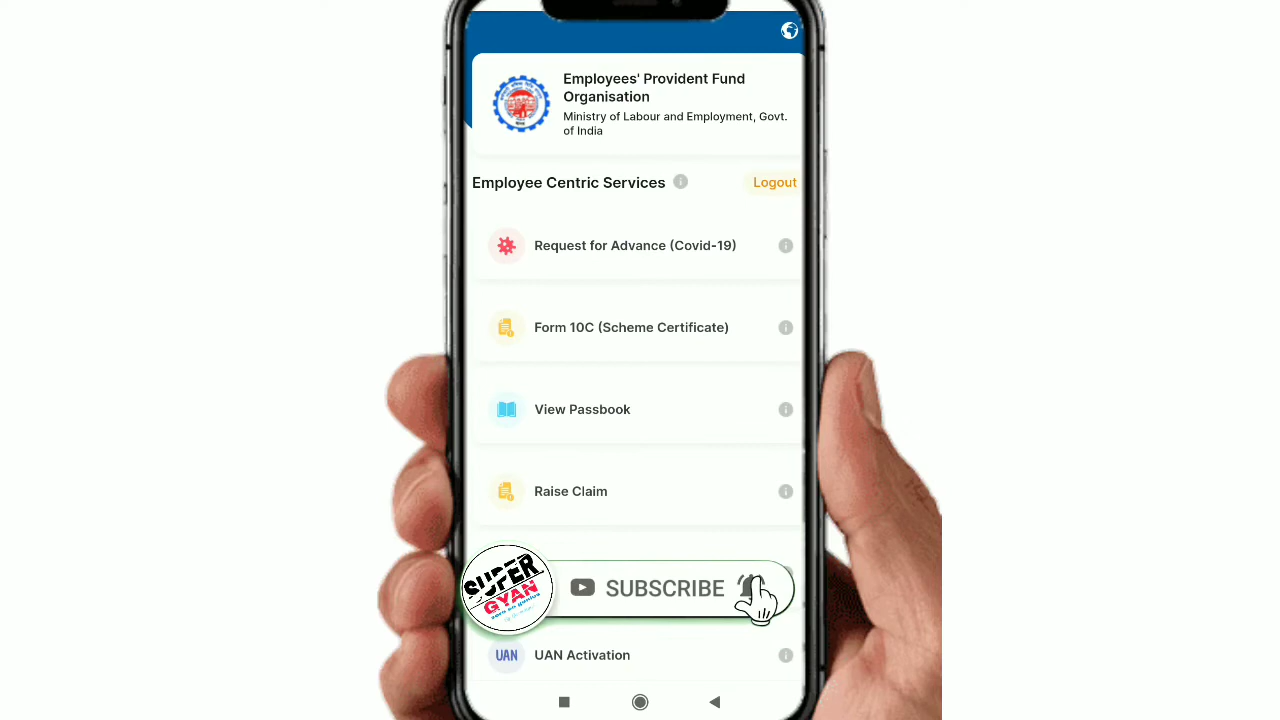 Employees' Provident Fund
Organisation
Ministry of Labour and Employment, Govt.
of India
Employee Centric Services
Logout
Request for Advance (Covid-19)
Form 10C (Scheme Certificate)
View Passbook
Raise Claim
SUPER
GYAN
SUBSCRIBE
UAN
UAN Activation